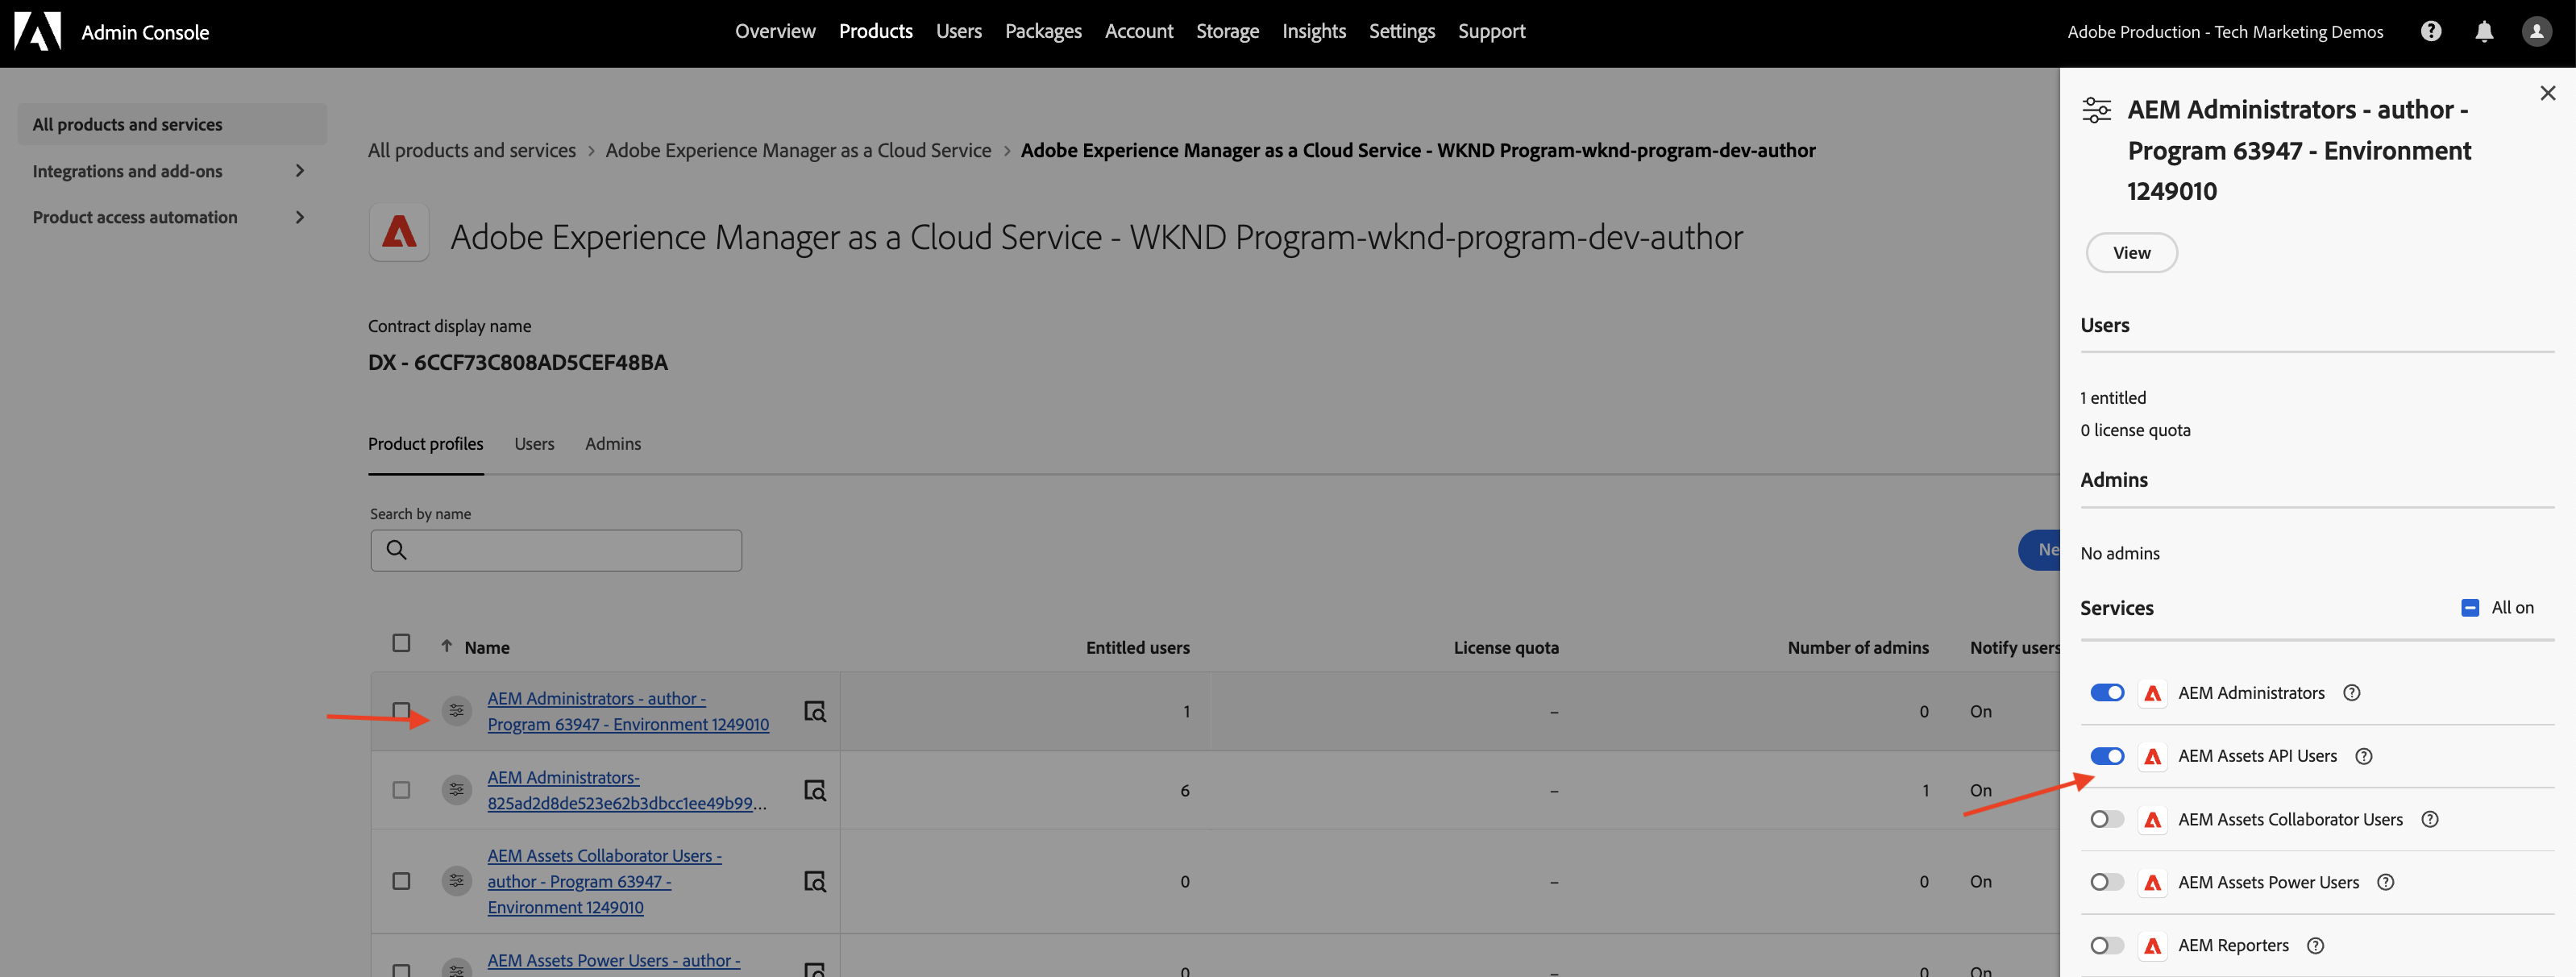 Admin Console
Overview Products Users Packages Account Storage Insights Settings Support
Adobe Production - Tech Marketing Demos
All products and services
Integrations and add-ons
Product access automation
All products and services > Adobe Experience Manager as a Cloud Service > Adobe Experience Manager as a Cloud Service - WKND Program-wknd-program-dev-author
Adobe Experience Manager as a Cloud Service - WKND Program-wknd-program-dev-author
Contract display name
DX - 6CCF73C808AD5CEF48BA
Product profiles Users Admins
Search by name
Ne
Name Entitled users License quota Number of admins Notify users
AEM Administrators - author -
Program 63947 - Environment 1249010
1 – 0 On
AEM Administrators-
825ad2d8de523e62b3dbcc1ee49b99...
6 – 1 On
AEM Assets Collaborator Users -
author - Program 63947 -
Environment 1249010
0 – 0 On
AEM Assets Power Users - author -
0 – 0 On
AEM Administrators - author -
Program 63947 - Environment
1249010
View
Users
1 entitled
0 license quota
Admins
No admins
Services
All on
AEM Administrators
AEM Assets API Users
AEM Assets Collaborator Users
AEM Assets Power Users
AEM Reporters